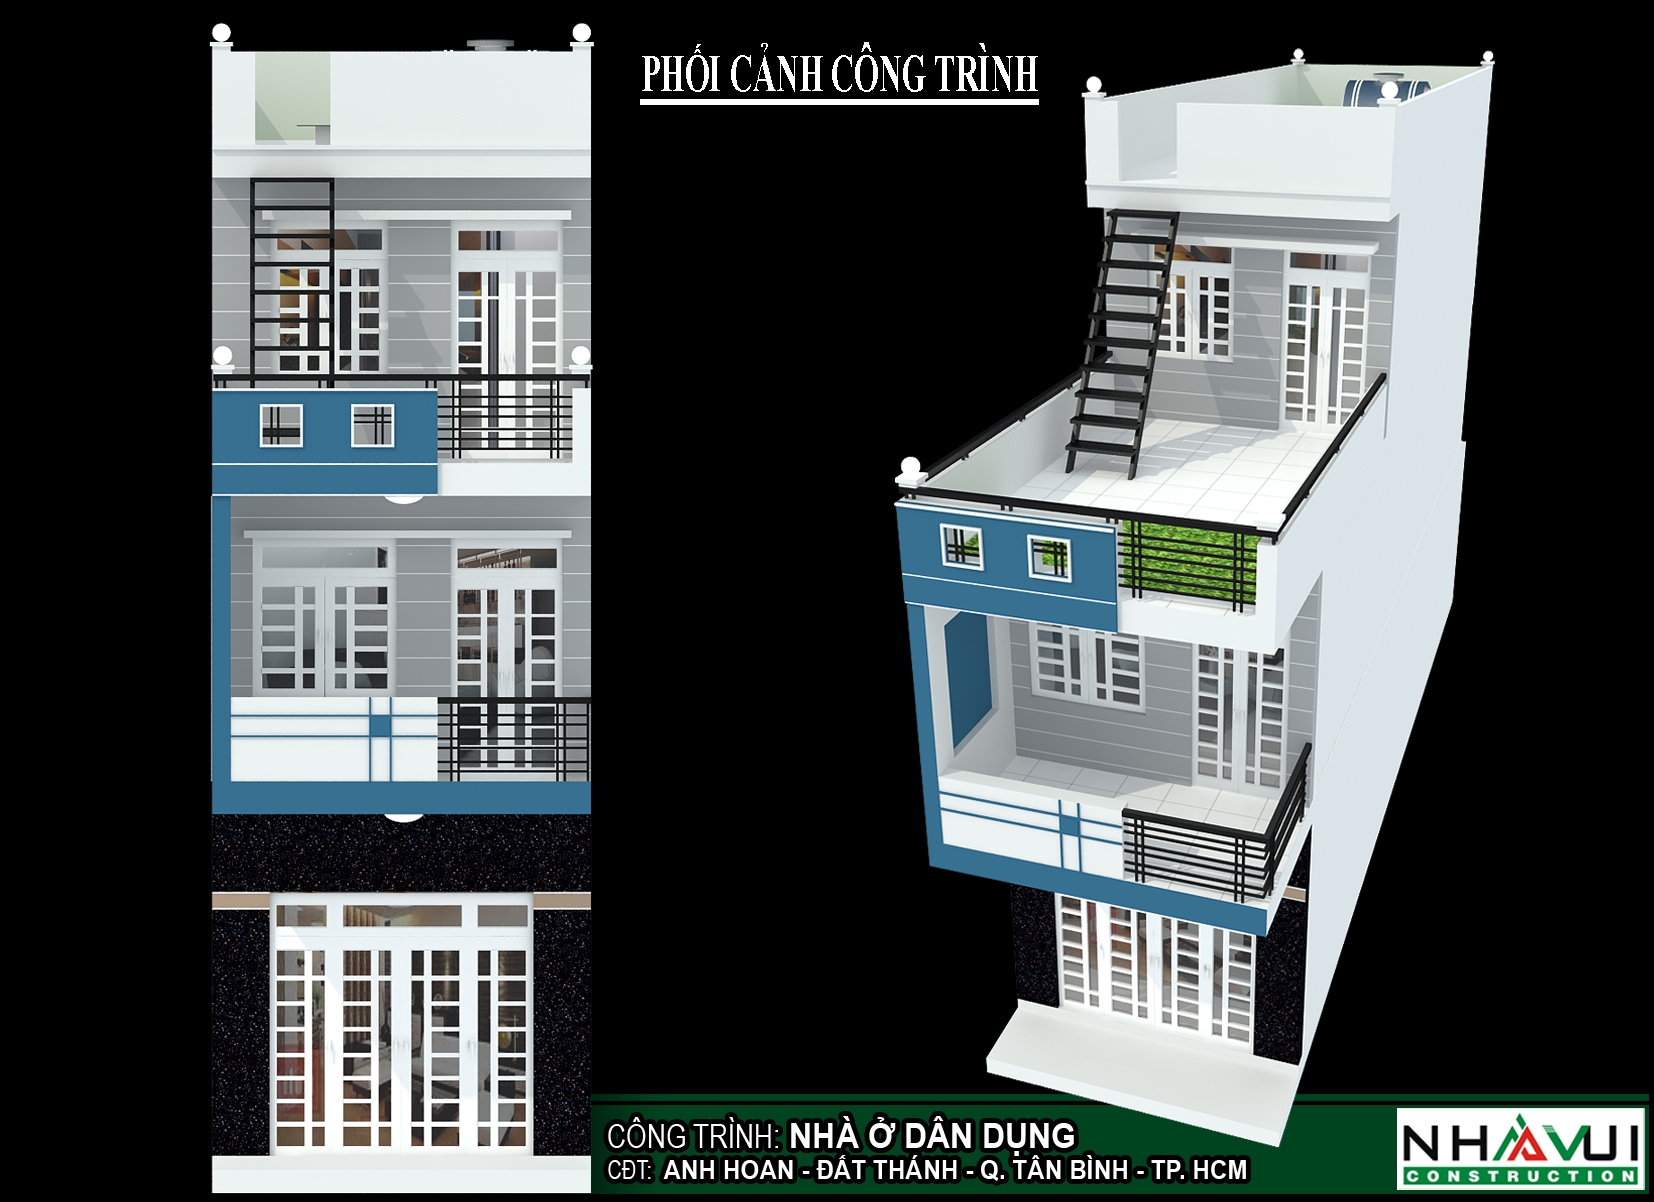 PHỐI CẢNH CÔNG TRÌNH
CÔNG TRÌNH: NHÀ Ở DÂN DỤNG
CĐT: ANH HOAN - ĐẤT THÁNH - Q. TÂN BÌNH - TP. HCM
NHÀVUI
CONSTRUCTION